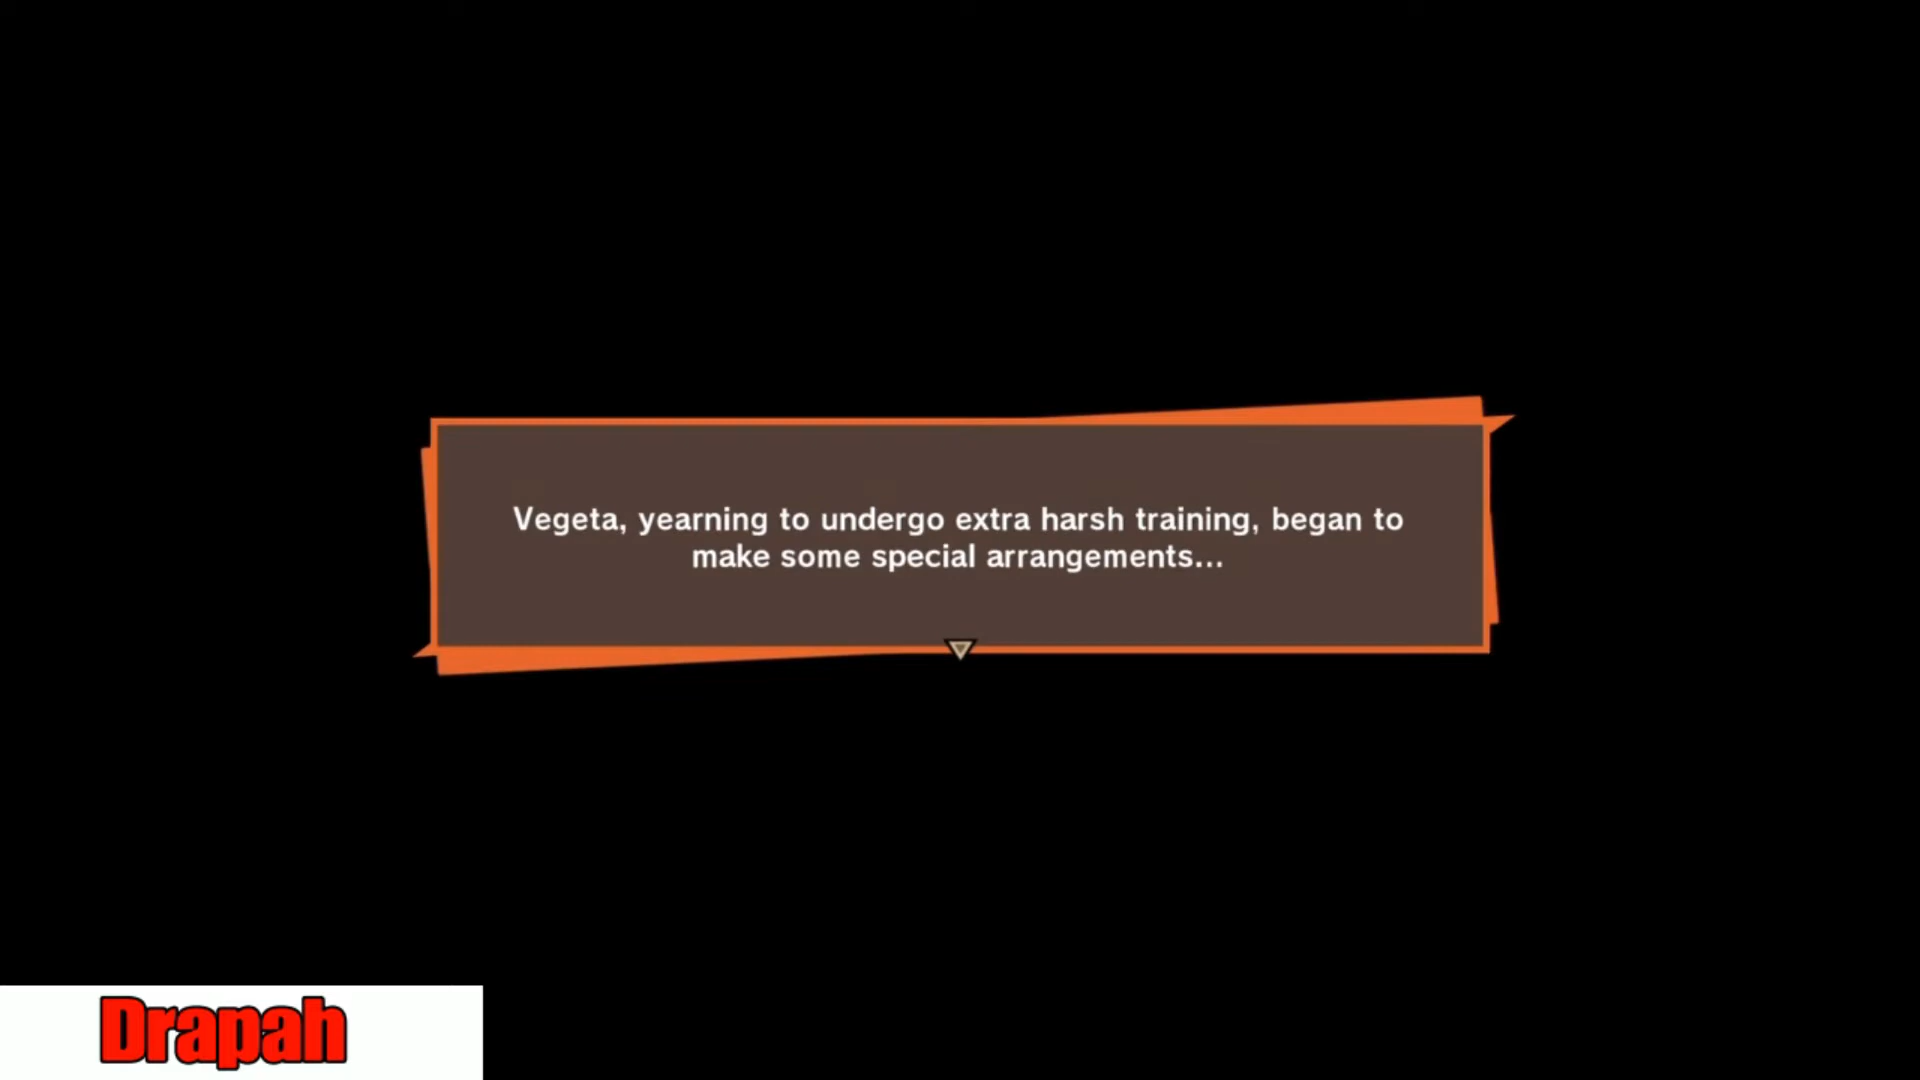 Vegeta, yearning to undergo extra harsh training, began to
make some special arrangements...
Drapah